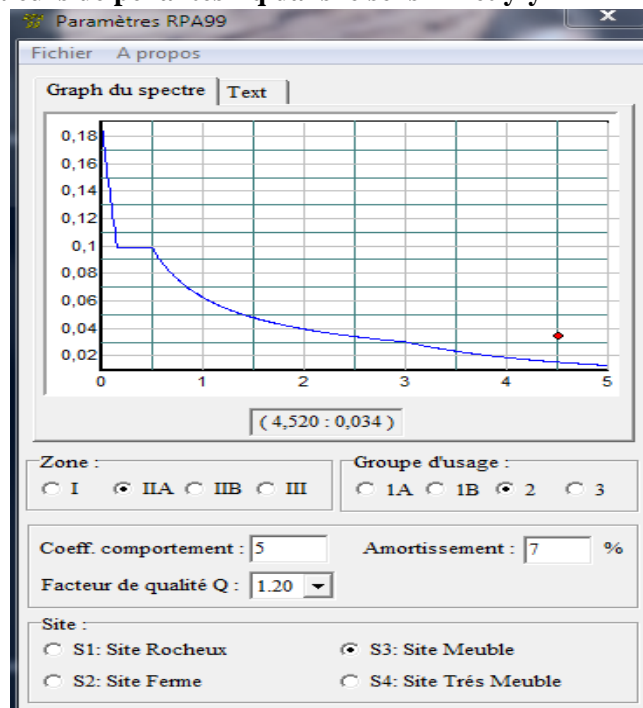 Paramètres RPA99
Fichier A propos
Graph du spectre Text
0,18
0,16
0,14
0,12
0,1
0,08
0,06
0,04
0,02
0 1 2 3 4 5
( 4,520 : 0,034 )
Zone : Groupe d'usage :
I IIA IIB III 1A 1B 2 3
Coeff. comportement : 5 Amortissement : 7 %
Facteur de qualité Q : 1.20
Site :
S1: Site Rocheux S3: Site Meuble
S2: Site Ferme S4: Site Trés Meuble